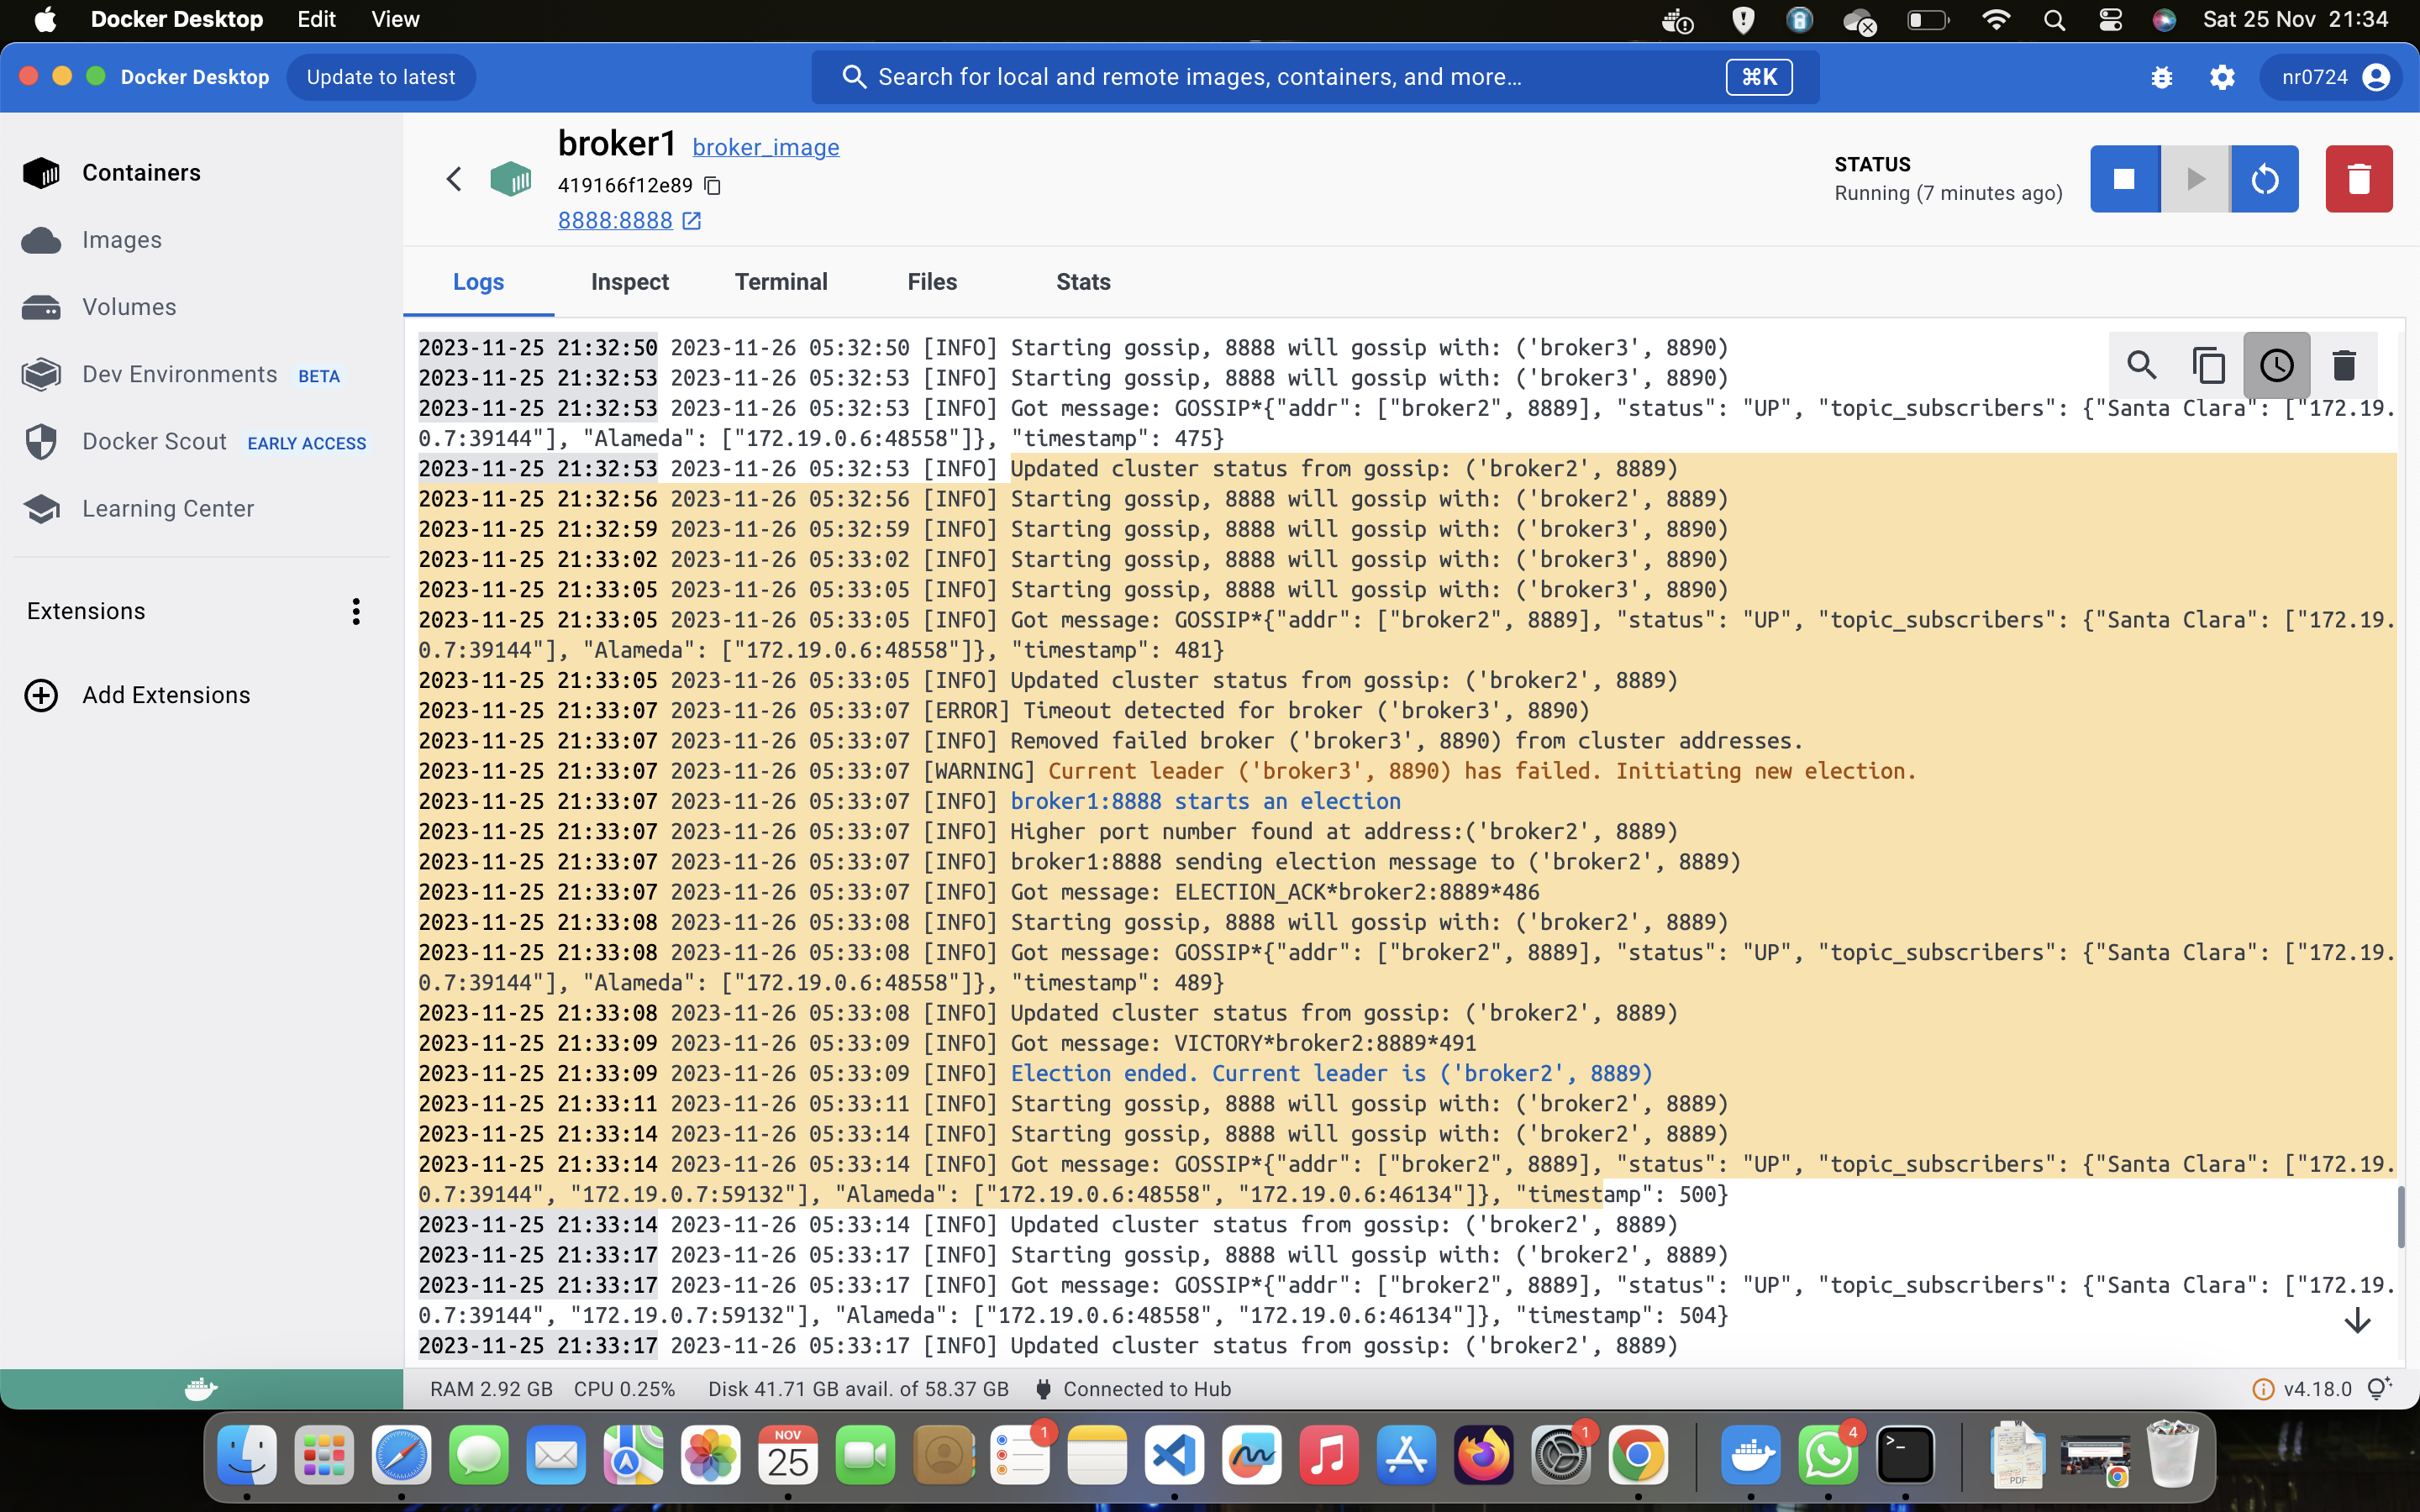 Docker Desktop Edit View Sat 25 Nov 21:34
Docker Desktop Update to latest Search for local and remote images, containers, and more... ⌘K nr0724
Containers
Images
Volumes
Dev Environments BETA
Docker Scout EARLY ACCESS
Learning Center
Extensions
Add Extensions
broker1 broker_image
419166f12e89
8888:8888
STATUS
Running (7 minutes ago)
Logs Inspect Terminal Files Stats
2023-11-25 21:32:50 2023-11-26 05:32:50 [INFO] Starting gossip, 8888 will gossip with: ('broker3', 8890)
2023-11-25 21:32:53 2023-11-26 05:32:53 [INFO] Starting gossip, 8888 will gossip with: ('broker3', 8890)
2023-11-25 21:32:53 2023-11-26 05:32:53 [INFO] Got message: GOSSIP*{"addr": ["broker2", 8889], "status": "UP", "topic_subscribers": {"Santa Clara": ["172.19.
0.7:39144"], "Alameda": ["172.19.0.6:48558"]}, "timestamp": 475}
2023-11-25 21:32:53 2023-11-26 05:32:53 [INFO] Updated cluster status from gossip: ('broker2', 8889)
2023-11-25 21:32:56 2023-11-26 05:32:56 [INFO] Starting gossip, 8888 will gossip with: ('broker2', 8889)
2023-11-25 21:32:59 2023-11-26 05:32:59 [INFO] Starting gossip, 8888 will gossip with: ('broker3', 8890)
2023-11-25 21:33:02 2023-11-26 05:33:02 [INFO] Starting gossip, 8888 will gossip with: ('broker3', 8890)
2023-11-25 21:33:05 2023-11-26 05:33:05 [INFO] Starting gossip, 8888 will gossip with: ('broker3', 8890)
2023-11-25 21:33:05 2023-11-26 05:33:05 [INFO] Got message: GOSSIP*{"addr": ["broker2", 8889], "status": "UP", "topic_subscribers": {"Santa Clara": ["172.19.
0.7:39144"], "Alameda": ["172.19.0.6:48558"]}, "timestamp": 481}
2023-11-25 21:33:05 2023-11-26 05:33:05 [INFO] Updated cluster status from gossip: ('broker2', 8889)
2023-11-25 21:33:07 2023-11-26 05:33:07 [ERROR] Timeout detected for broker ('broker3', 8890)
2023-11-25 21:33:07 2023-11-26 05:33:07 [INFO] Removed failed broker ('broker3', 8890) from cluster addresses.
2023-11-25 21:33:07 2023-11-26 05:33:07 [WARNING] Current leader ('broker3', 8890) has failed. Initiating new election.
2023-11-25 21:33:07 2023-11-26 05:33:07 [INFO] broker1:8888 starts an election
2023-11-25 21:33:07 2023-11-26 05:33:07 [INFO] Higher port number found at address:('broker2', 8889)
2023-11-25 21:33:07 2023-11-26 05:33:07 [INFO] broker1:8888 sending election message to ('broker2', 8889)
2023-11-25 21:33:07 2023-11-26 05:33:07 [INFO] Got message: ELECTION_ACK*broker2:8889*486
2023-11-25 21:33:08 2023-11-26 05:33:08 [INFO] Starting gossip, 8888 will gossip with: ('broker2', 8889)
2023-11-25 21:33:08 2023-11-26 05:33:08 [INFO] Got message: GOSSIP*{"addr": ["broker2", 8889], "status": "UP", "topic_subscribers": {"Santa Clara": ["172.19.
0.7:39144"], "Alameda": ["172.19.0.6:48558"]}, "timestamp": 489}
2023-11-25 21:33:08 2023-11-26 05:33:08 [INFO] Updated cluster status from gossip: ('broker2', 8889)
2023-11-25 21:33:09 2023-11-26 05:33:09 [INFO] Got message: VICTORY*broker2:8889*491
2023-11-25 21:33:09 2023-11-26 05:33:09 [INFO] Election ended. Current leader is ('broker2', 8889)
2023-11-25 21:33:11 2023-11-26 05:33:11 [INFO] Starting gossip, 8888 will gossip with: ('broker2', 8889)
2023-11-25 21:33:14 2023-11-26 05:33:14 [INFO] Starting gossip, 8888 will gossip with: ('broker2', 8889)
2023-11-25 21:33:14 2023-11-26 05:33:14 [INFO] Got message: GOSSIP*{"addr": ["broker2", 8889], "status": "UP", "topic_subscribers": {"Santa Clara": ["172.19.
0.7:39144", "172.19.0.7:59132"], "Alameda": ["172.19.0.6:48558", "172.19.0.6:46134"]}, "timestamp": 500}
2023-11-25 21:33:14 2023-11-26 05:33:14 [INFO] Updated cluster status from gossip: ('broker2', 8889)
2023-11-25 21:33:17 2023-11-26 05:33:17 [INFO] Starting gossip, 8888 will gossip with: ('broker2', 8889)
2023-11-25 21:33:17 2023-11-26 05:33:17 [INFO] Got message: GOSSIP*{"addr": ["broker2", 8889], "status": "UP", "topic_subscribers": {"Santa Clara": ["172.19.
0.7:39144", "172.19.0.7:59132"], "Alameda": ["172.19.0.6:48558", "172.19.0.6:46134"]}, "timestamp": 504}
2023-11-25 21:33:17 2023-11-26 05:33:17 [INFO] Updated cluster status from gossip: ('broker2', 8889)
RAM 2.92 GB CPU 0.25% Disk 41.71 GB avail. of 58.37 GB Connected to Hub v4.18.0
NOV
25
1
1
4
PDF